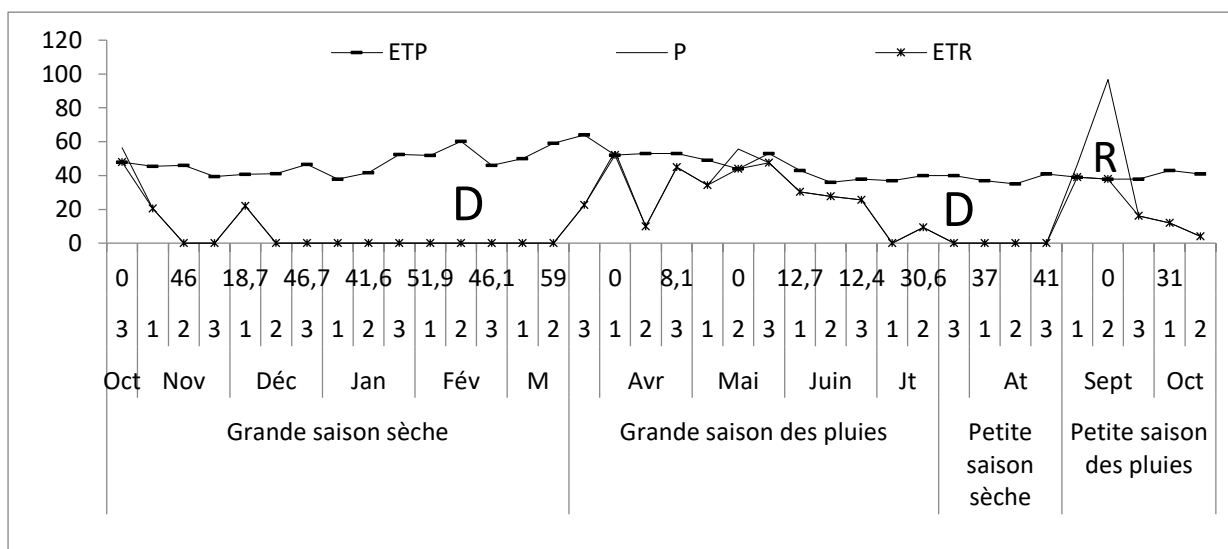 120
ETP P ETR
100
80
60
R
40
D D
20
0
0 46 18,7 46,7 41,6 51,9 46,1 59 0 8,1 0 12,7 12,4 30,6 37 41 0 31
3 1 2 3 1 2 3 1 2 3 1 2 3 1 2 3 1 2 3 1 2 3 1 2 3 1 2 3 1 2 3 1 2 3 1 2
Oct Nov Déc Jan Fév M Avr Mai Juin Jt At Sept Oct
Grande saison sèche Grande saison des pluies Petite saison sèche Petite saison des pluies